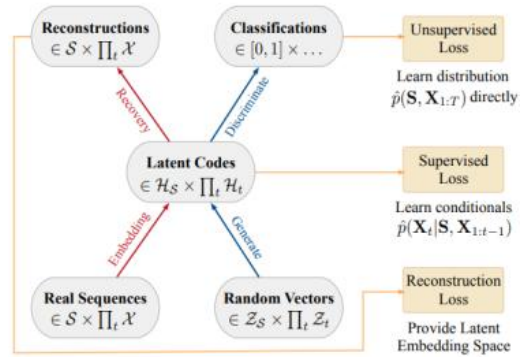 Reconstructions
∈ 𝒮 × ∏ₜ 𝒳
Classifications
∈ [0, 1] × . . .
Unsupervised
Loss
Learn distribution
p̂(𝐒, 𝐗₁:T) directly
Recovery
Discriminate
Latent Codes
∈ ℋ𝒮 × ∏ₜ ℋₜ
Supervised
Loss
Learn conditionals
p̂(𝐗ₜ|𝐒, 𝐗₁:ₜ₋₁)
Embedding
Generate
Real Sequences
∈ 𝒮 × ∏ₜ 𝒳
Random Vectors
∈ 𝒵𝒮 × ∏ₜ 𝒵ₜ
Reconstruction
Loss
Provide Latent
Embedding Space